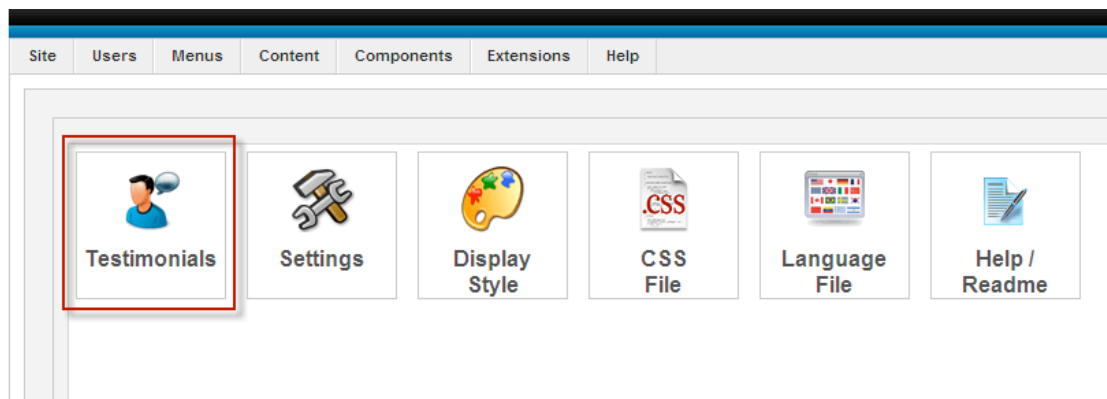 Site Users Menus Content Components Extensions Help
.CSS
Testimonials
Settings
Display
Style
CSS
File
Language
File
Help /
Readme